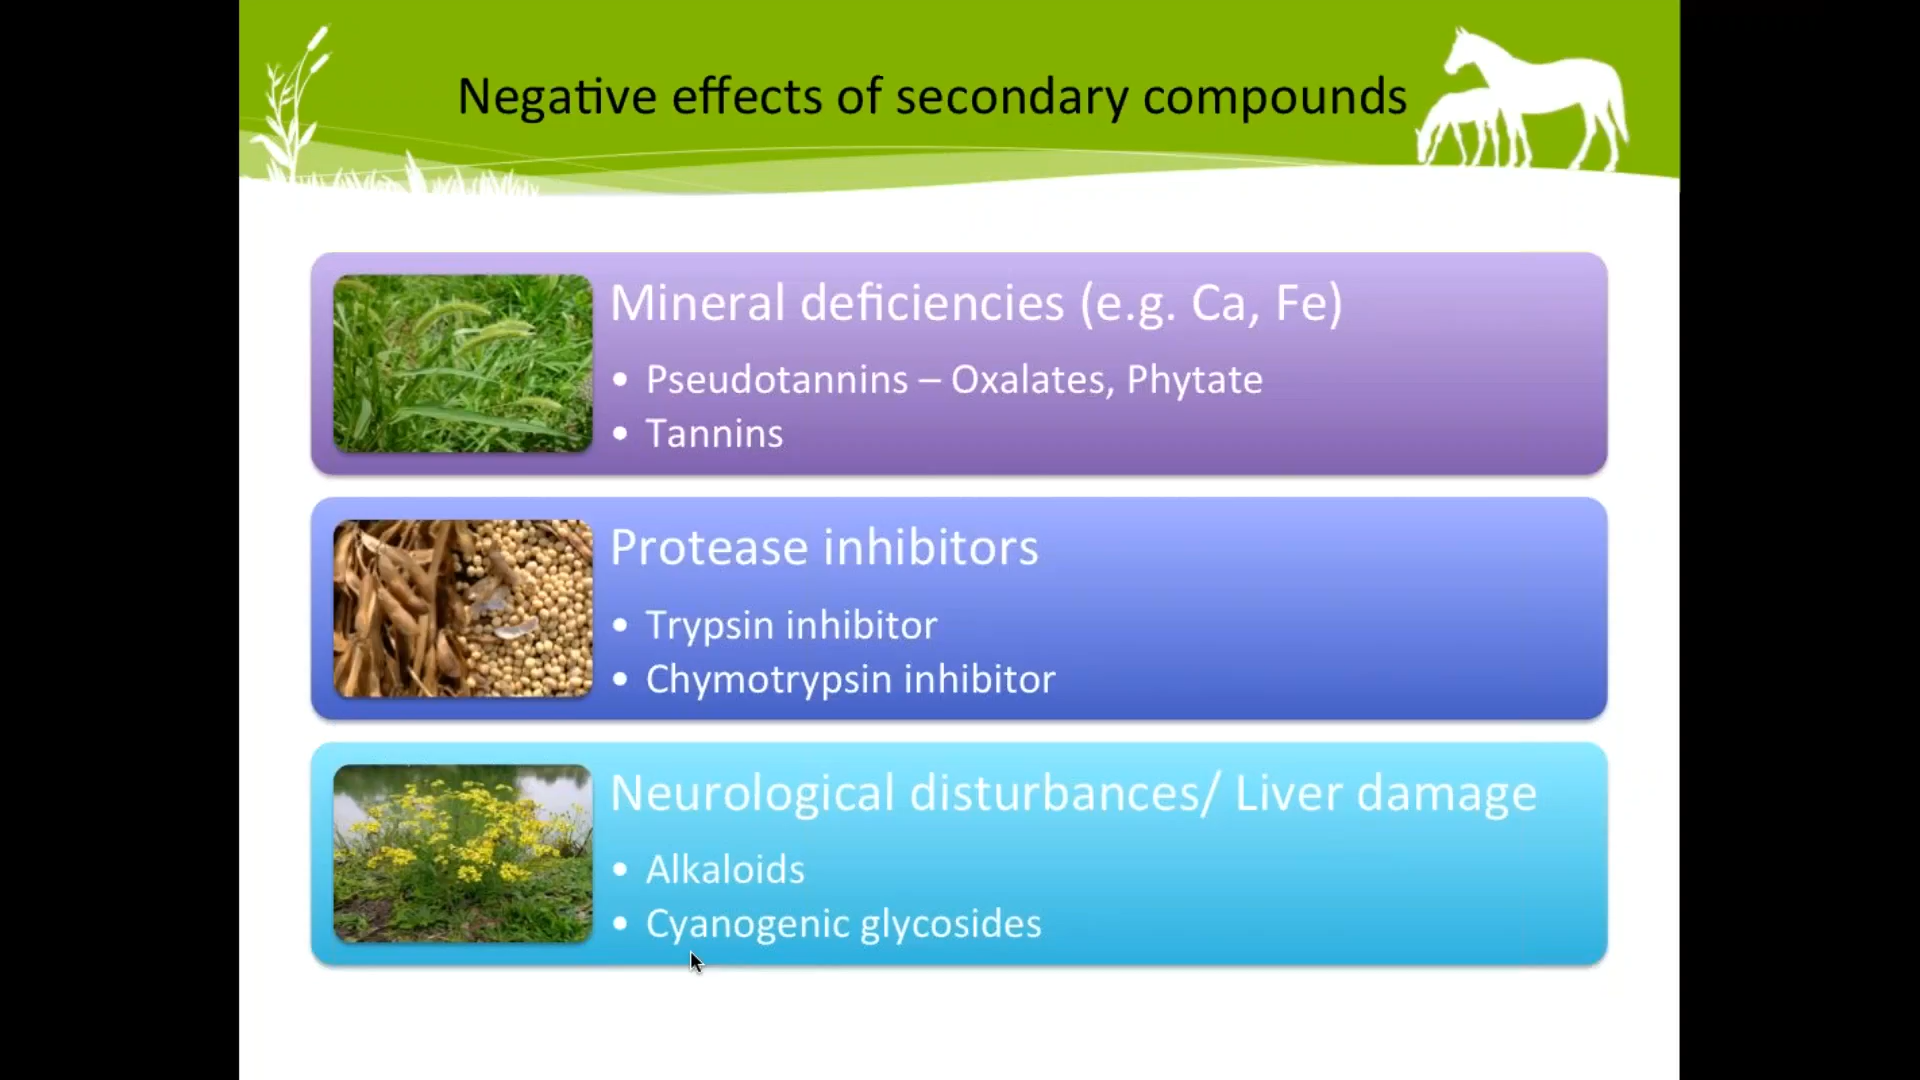 Negative effects of secondary compounds
Mineral deficiencies (e.g. Ca, Fe)
• Pseudotannins – Oxalates, Phytate
• Tannins
Protease inhibitors
• Trypsin inhibitor
• Chymotrypsin inhibitor
Neurological disturbances/ Liver damage
• Alkaloids
• Cyanogenic glycosides